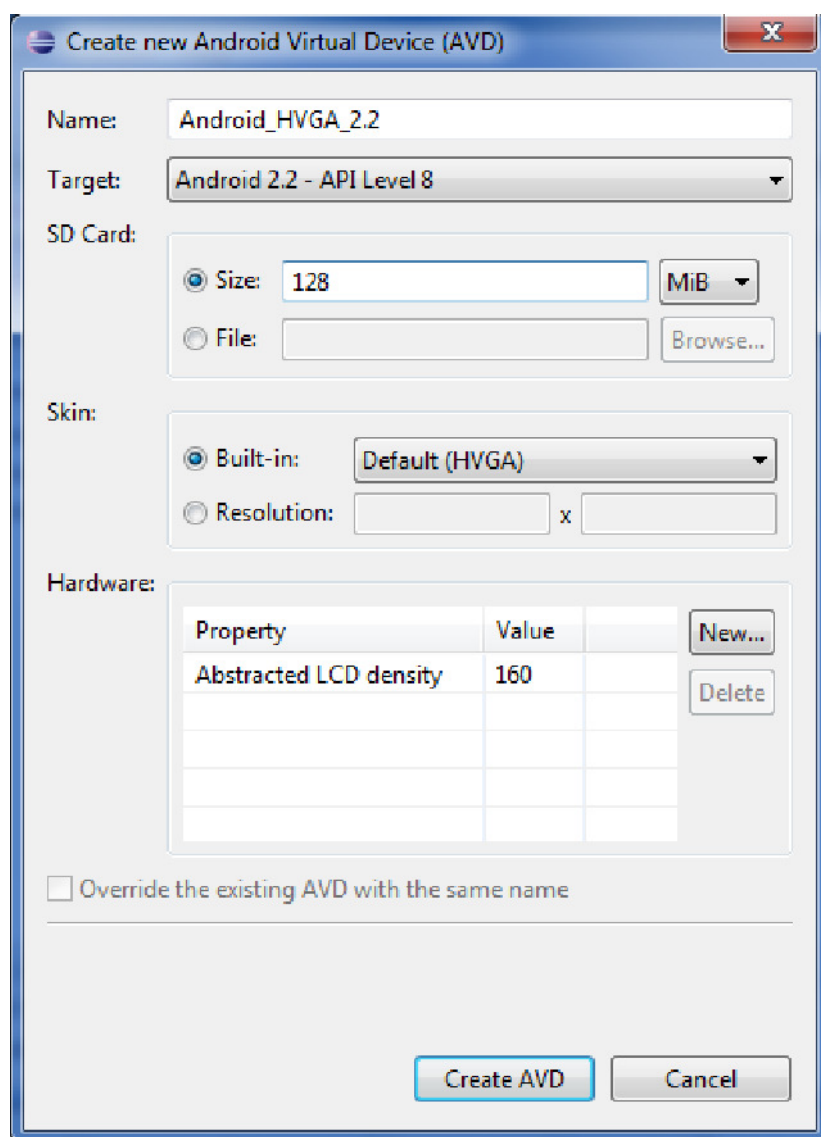 Create new Android Virtual Device (AVD)
Name: Android_HVGA_2.2
Target: Android 2.2 - API Level 8
SD Card:
Size: 128 MiB
File: Browse...
Skin:
Built-in: Default (HVGA)
Resolution: x
Hardware:
Property Value New...
Abstracted LCD density 160
Delete
Override the existing AVD with the same name
Create AVD Cancel